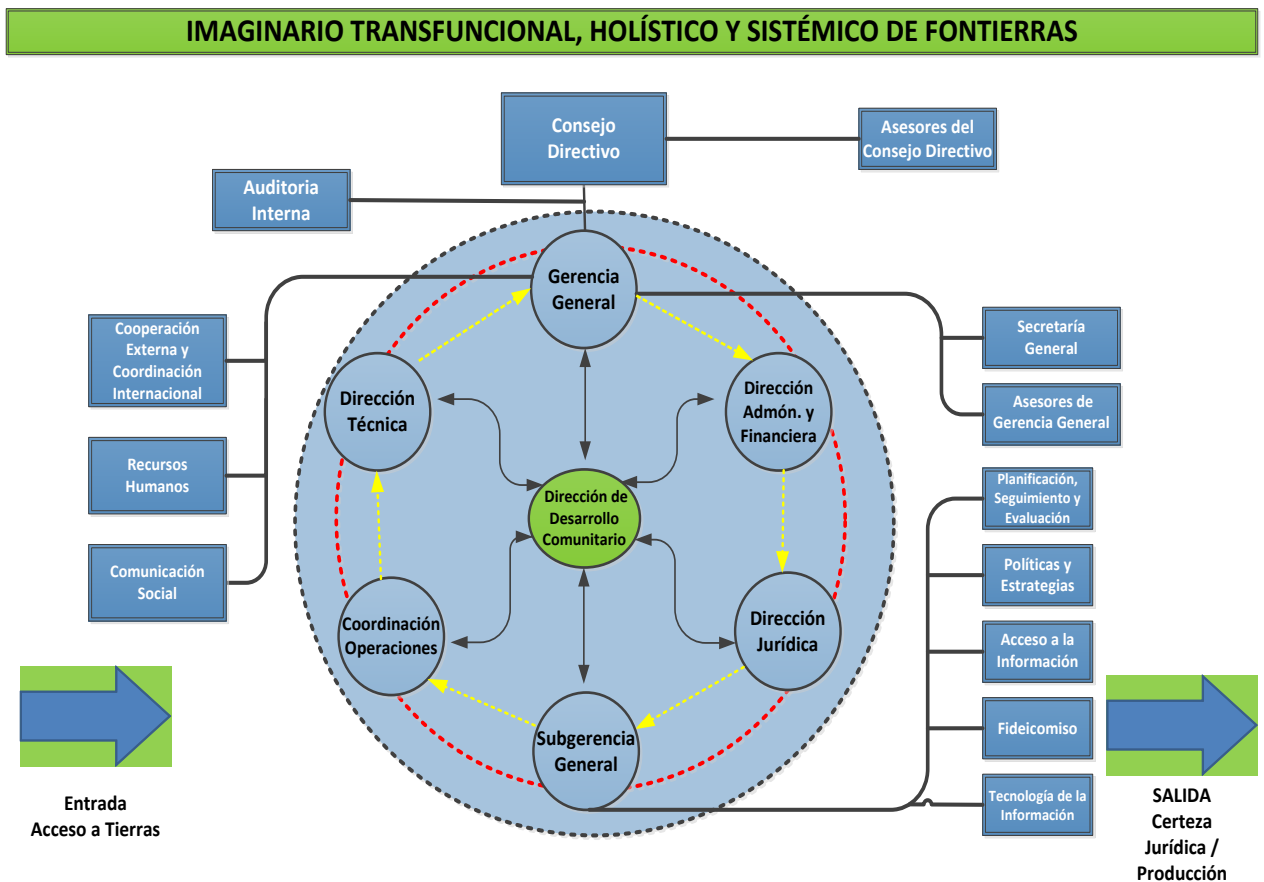 IMAGINARIO TRANSFUNCIONAL, HOLÍSTICO Y SISTÉMICO DE FONTIERRAS
Consejo
Directivo
Asesores del
Consejo Directivo
Auditoria
Interna
Gerencia
General
Cooperación
Externa y
Coordinación
Internacional
Recursos
Humanos
Comunicación
Social
Secretaría
General
Asesores de
Gerencia General
Dirección
Técnica
Dirección
Admón. y
Financiera
Dirección de
Desarrollo
Comunitario
Coordinación
Operaciones
Dirección
Jurídica
Subgerencia
General
Planificación,
Seguimiento y
Evaluación
Políticas y
Estrategias
Acceso a la
Información
Fideicomiso
Tecnología de la
Información
Entrada
Acceso a Tierras
SALIDA
Certeza
Jurídica /
Producción